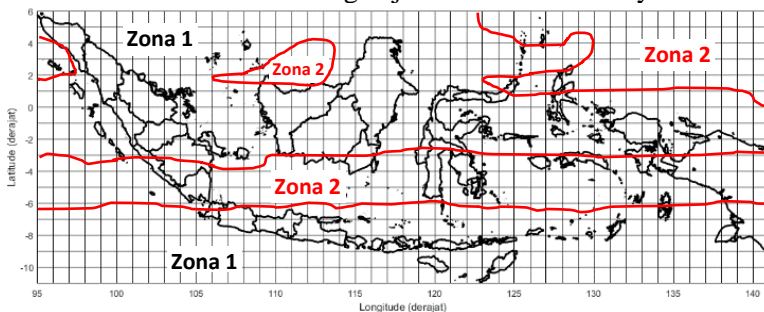 6
4
2
0
-2
-4
-6
-8
-10
Latitude (derajat)
Zona 1
Zona 2
Zona 2
Zona 2
Zona 1
95 100 105 110 115 120 125 130 135 140
Longitude (derajat)